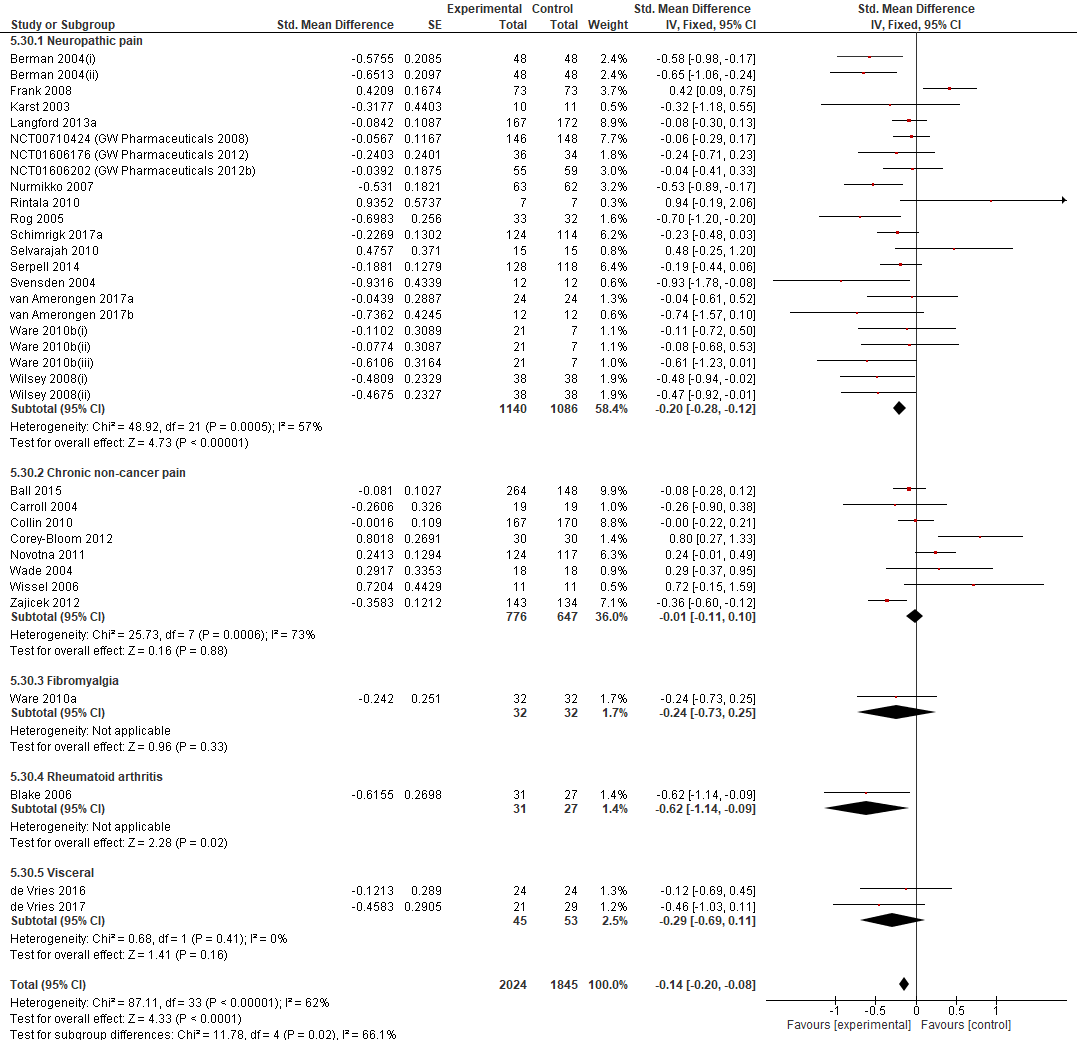 Experimental Control
Std. Mean Difference Std. Mean Difference
Study or Subgroup Std. Mean Difference SE Total Total Weight IV, Fixed, 95% CI IV, Fixed, 95% CI
5.30.1 Neuropathic pain
Berman 2004(i) -0.5755 0.2085 48 48 2.4% -0.58 [-0.98, -0.17]
Berman 2004(ii) -0.6513 0.2097 48 48 2.4% -0.65 [-1.06, -0.24]
Frank 2008 0.4209 0.1674 73 73 3.7% 0.42 [0.09, 0.75]
Karst 2003 -0.3177 0.4403 10 11 0.5% -0.32 [-1.18, 0.55]
Langford 2013a -0.0842 0.1087 167 172 8.9% -0.08 [-0.30, 0.13]
NCT00710424 (GW Pharmaceuticals 2008) -0.0567 0.1167 146 148 7.7% -0.06 [-0.29, 0.17]
NCT01606176 (GW Pharmaceuticals 2012) -0.2403 0.2401 36 34 1.8% -0.24 [-0.71, 0.23]
NCT01606202 (GW Pharmaceuticals 2012b) -0.0392 0.1875 55 59 3.0% -0.04 [-0.41, 0.33]
Nurmikko 2007 -0.531 0.1821 63 62 3.2% -0.53 [-0.89, -0.17]
Rintala 2010 0.9352 0.5737 7 7 0.3% 0.94 [-0.19, 2.06]
Rog 2005 -0.6983 0.256 33 32 1.6% -0.70 [-1.20, -0.20]
Schimrigk 2017a -0.2269 0.1302 124 114 6.2% -0.23 [-0.48, 0.03]
Selvarajah 2010 0.4757 0.371 15 15 0.8% 0.48 [-0.25, 1.20]
Serpell 2014 -0.1881 0.1279 128 118 6.4% -0.19 [-0.44, 0.06]
Svensden 2004 -0.9316 0.4339 12 12 0.6% -0.93 [-1.78, -0.08]
van Amerongen 2017a -0.0439 0.2887 24 24 1.3% -0.04 [-0.61, 0.52]
van Amerongen 2017b -0.7362 0.4245 12 12 0.6% -0.74 [-1.57, 0.10]
Ware 2010b(i) -0.1102 0.3089 21 7 1.1% -0.11 [-0.72, 0.50]
Ware 2010b(ii) -0.0774 0.3087 21 7 1.1% -0.08 [-0.68, 0.53]
Ware 2010b(iii) -0.6106 0.3164 21 7 1.0% -0.61 [-1.23, 0.01]
Wilsey 2008(i) -0.4809 0.2329 38 38 1.9% -0.48 [-0.94, -0.02]
Wilsey 2008(ii) -0.4675 0.2327 38 38 1.9% -0.47 [-0.92, -0.01]
Subtotal (95% CI) 1140 1086 58.4% -0.20 [-0.28, -0.12]
Heterogeneity: Chi² = 48.92, df = 21 (P = 0.0005); I² = 57%
Test for overall effect: Z = 4.73 (P < 0.00001)
5.30.2 Chronic non-cancer pain
Ball 2015 -0.081 0.1027 264 148 9.9% -0.08 [-0.28, 0.12]
Carroll 2004 -0.2606 0.326 19 19 1.0% -0.26 [-0.90, 0.38]
Collin 2010 -0.0016 0.109 167 170 8.8% -0.00 [-0.22, 0.21]
Corey-Bloom 2012 0.8018 0.2691 30 30 1.4% 0.80 [0.27, 1.33]
Novotna 2011 0.2413 0.1294 124 117 6.3% 0.24 [-0.01, 0.49]
Wade 2004 0.2917 0.3353 18 18 0.9% 0.29 [-0.37, 0.95]
Wissel 2006 0.7204 0.4429 11 11 0.5% 0.72 [-0.15, 1.59]
Zajicek 2012 -0.3583 0.1212 143 134 7.1% -0.36 [-0.60, -0.12]
Subtotal (95% CI) 776 647 36.0% -0.01 [-0.11, 0.10]
Heterogeneity: Chi² = 25.73, df = 7 (P = 0.0006); I² = 73%
Test for overall effect: Z = 0.16 (P = 0.88)
5.30.3 Fibromyalgia
Ware 2010a -0.242 0.251 32 32 1.7% -0.24 [-0.73, 0.25]
Subtotal (95% CI) 32 32 1.7% -0.24 [-0.73, 0.25]
Heterogeneity: Not applicable
Test for overall effect: Z = 0.96 (P = 0.33)
5.30.4 Rheumatoid arthritis
Blake 2006 -0.6155 0.2698 31 27 1.4% -0.62 [-1.14, -0.09]
Subtotal (95% CI) 31 27 1.4% -0.62 [-1.14, -0.09]
Heterogeneity: Not applicable
Test for overall effect: Z = 2.28 (P = 0.02)
5.30.5 Visceral
de Vries 2016 -0.1213 0.289 24 24 1.3% -0.12 [-0.69, 0.45]
de Vries 2017 -0.4583 0.2905 21 29 1.2% -0.46 [-1.03, 0.11]
Subtotal (95% CI) 45 53 2.5% -0.29 [-0.69, 0.11]
Heterogeneity: Chi² = 0.68, df = 1 (P = 0.41); I² = 0%
Test for overall effect: Z = 1.41 (P = 0.16)
Total (95% CI) 2024 1845 100.0% -0.14 [-0.20, -0.08]
Heterogeneity: Chi² = 87.11, df = 33 (P < 0.00001); I² = 62%
Test for overall effect: Z = 4.33 (P < 0.0001)
Test for subgroup differences: Chi² = 11.78, df = 4 (P = 0.02), I² = 66.1%
-1 -0.5 0 0.5 1
Favours [experimental] Favours [control]